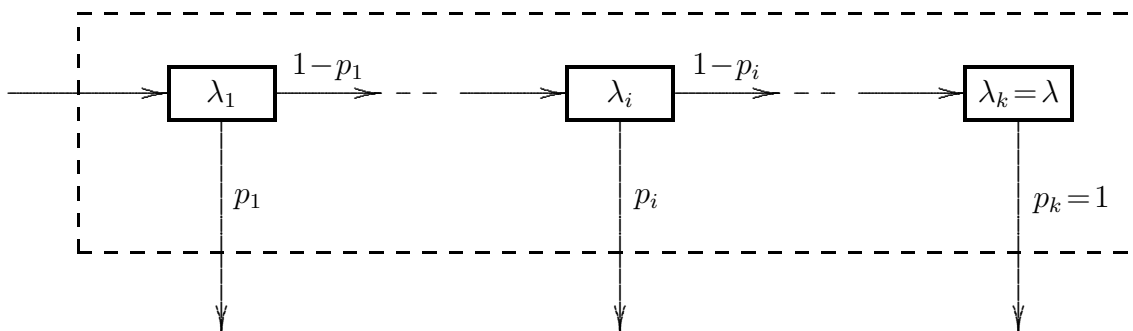 1−p₁ 1−pᵢ
λ₁ λᵢ λₖ = λ
p₁ pᵢ pₖ = 1